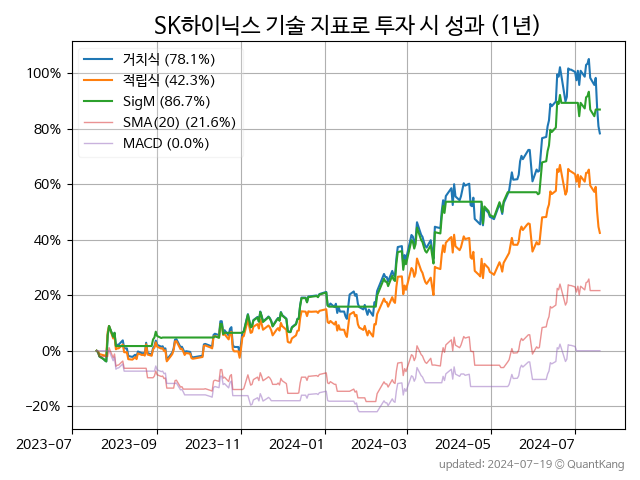 SK하이닉스 기술 지표로 투자 시 성과 (1년)
거치식 (78.1%)
적립식 (42.3%)
SigM (86.7%)
SMA(20) (21.6%)
MACD (0.0%)
100%
80%
60%
40%
20%
0%
−20%
2023-07 2023-09 2023-11 2024-01 2024-03 2024-05 2024-07
updated: 2024-07-19 © QuantKang